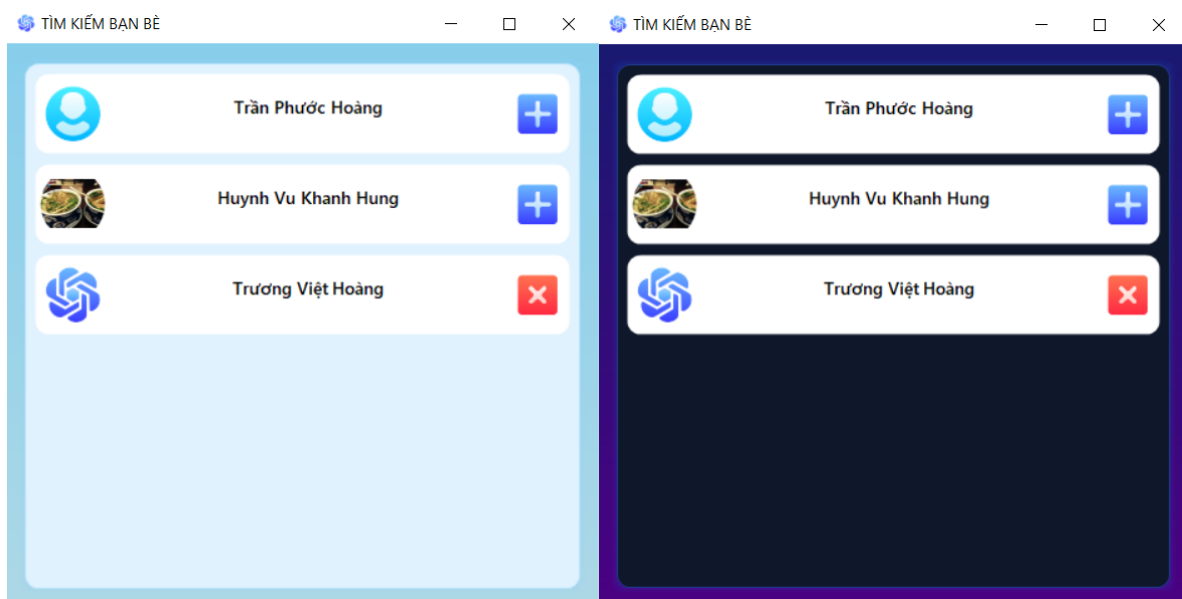 TÌM KIẾM BẠN BÈ
Trần Phước Hoàng
Huynh Vu Khanh Hung
Trương Việt Hoàng
TÌM KIẾM BẠN BÈ
Trần Phước Hoàng
Huynh Vu Khanh Hung
Trương Việt Hoàng